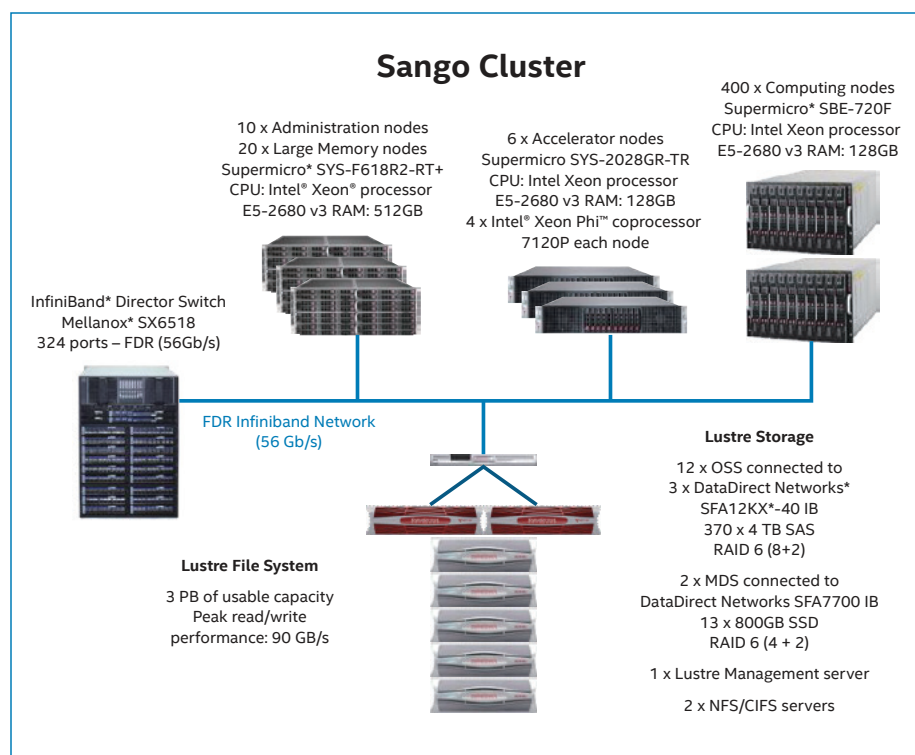 Sango Cluster
10 x Administration nodes
20 x Large Memory nodes
Supermicro* SYS-F618R2-RT+
CPU: Intel® Xeon® processor
E5-2680 v3 RAM: 512GB
6 x Accelerator nodes
Supermicro SYS-2028GR-TR
CPU: Intel Xeon processor
E5-2680 v3 RAM: 128GB
4 x Intel® Xeon Phi™ coprocessor
7120P each node
400 x Computing nodes
Supermicro* SBE-720F
CPU: Intel Xeon processor
E5-2680 v3 RAM: 128GB
InfiniBand* Director Switch
Mellanox* SX6518
324 ports – FDR (56Gb/s)
FDR Infiniband Network
(56 Gb/s)
Lustre File System
3 PB of usable capacity
Peak read/write
performance: 90 GB/s
Lustre Storage
12 x OSS connected to
3 x DataDirect Networks*
SFA12KX*-40 IB
370 x 4 TB SAS
RAID 6 (8+2)
2 x MDS connected to
DataDirect Networks SFA7700 IB
13 x 800GB SSD
RAID 6 (4 + 2)
1 x Lustre Management server
2 x NFS/CIFS servers